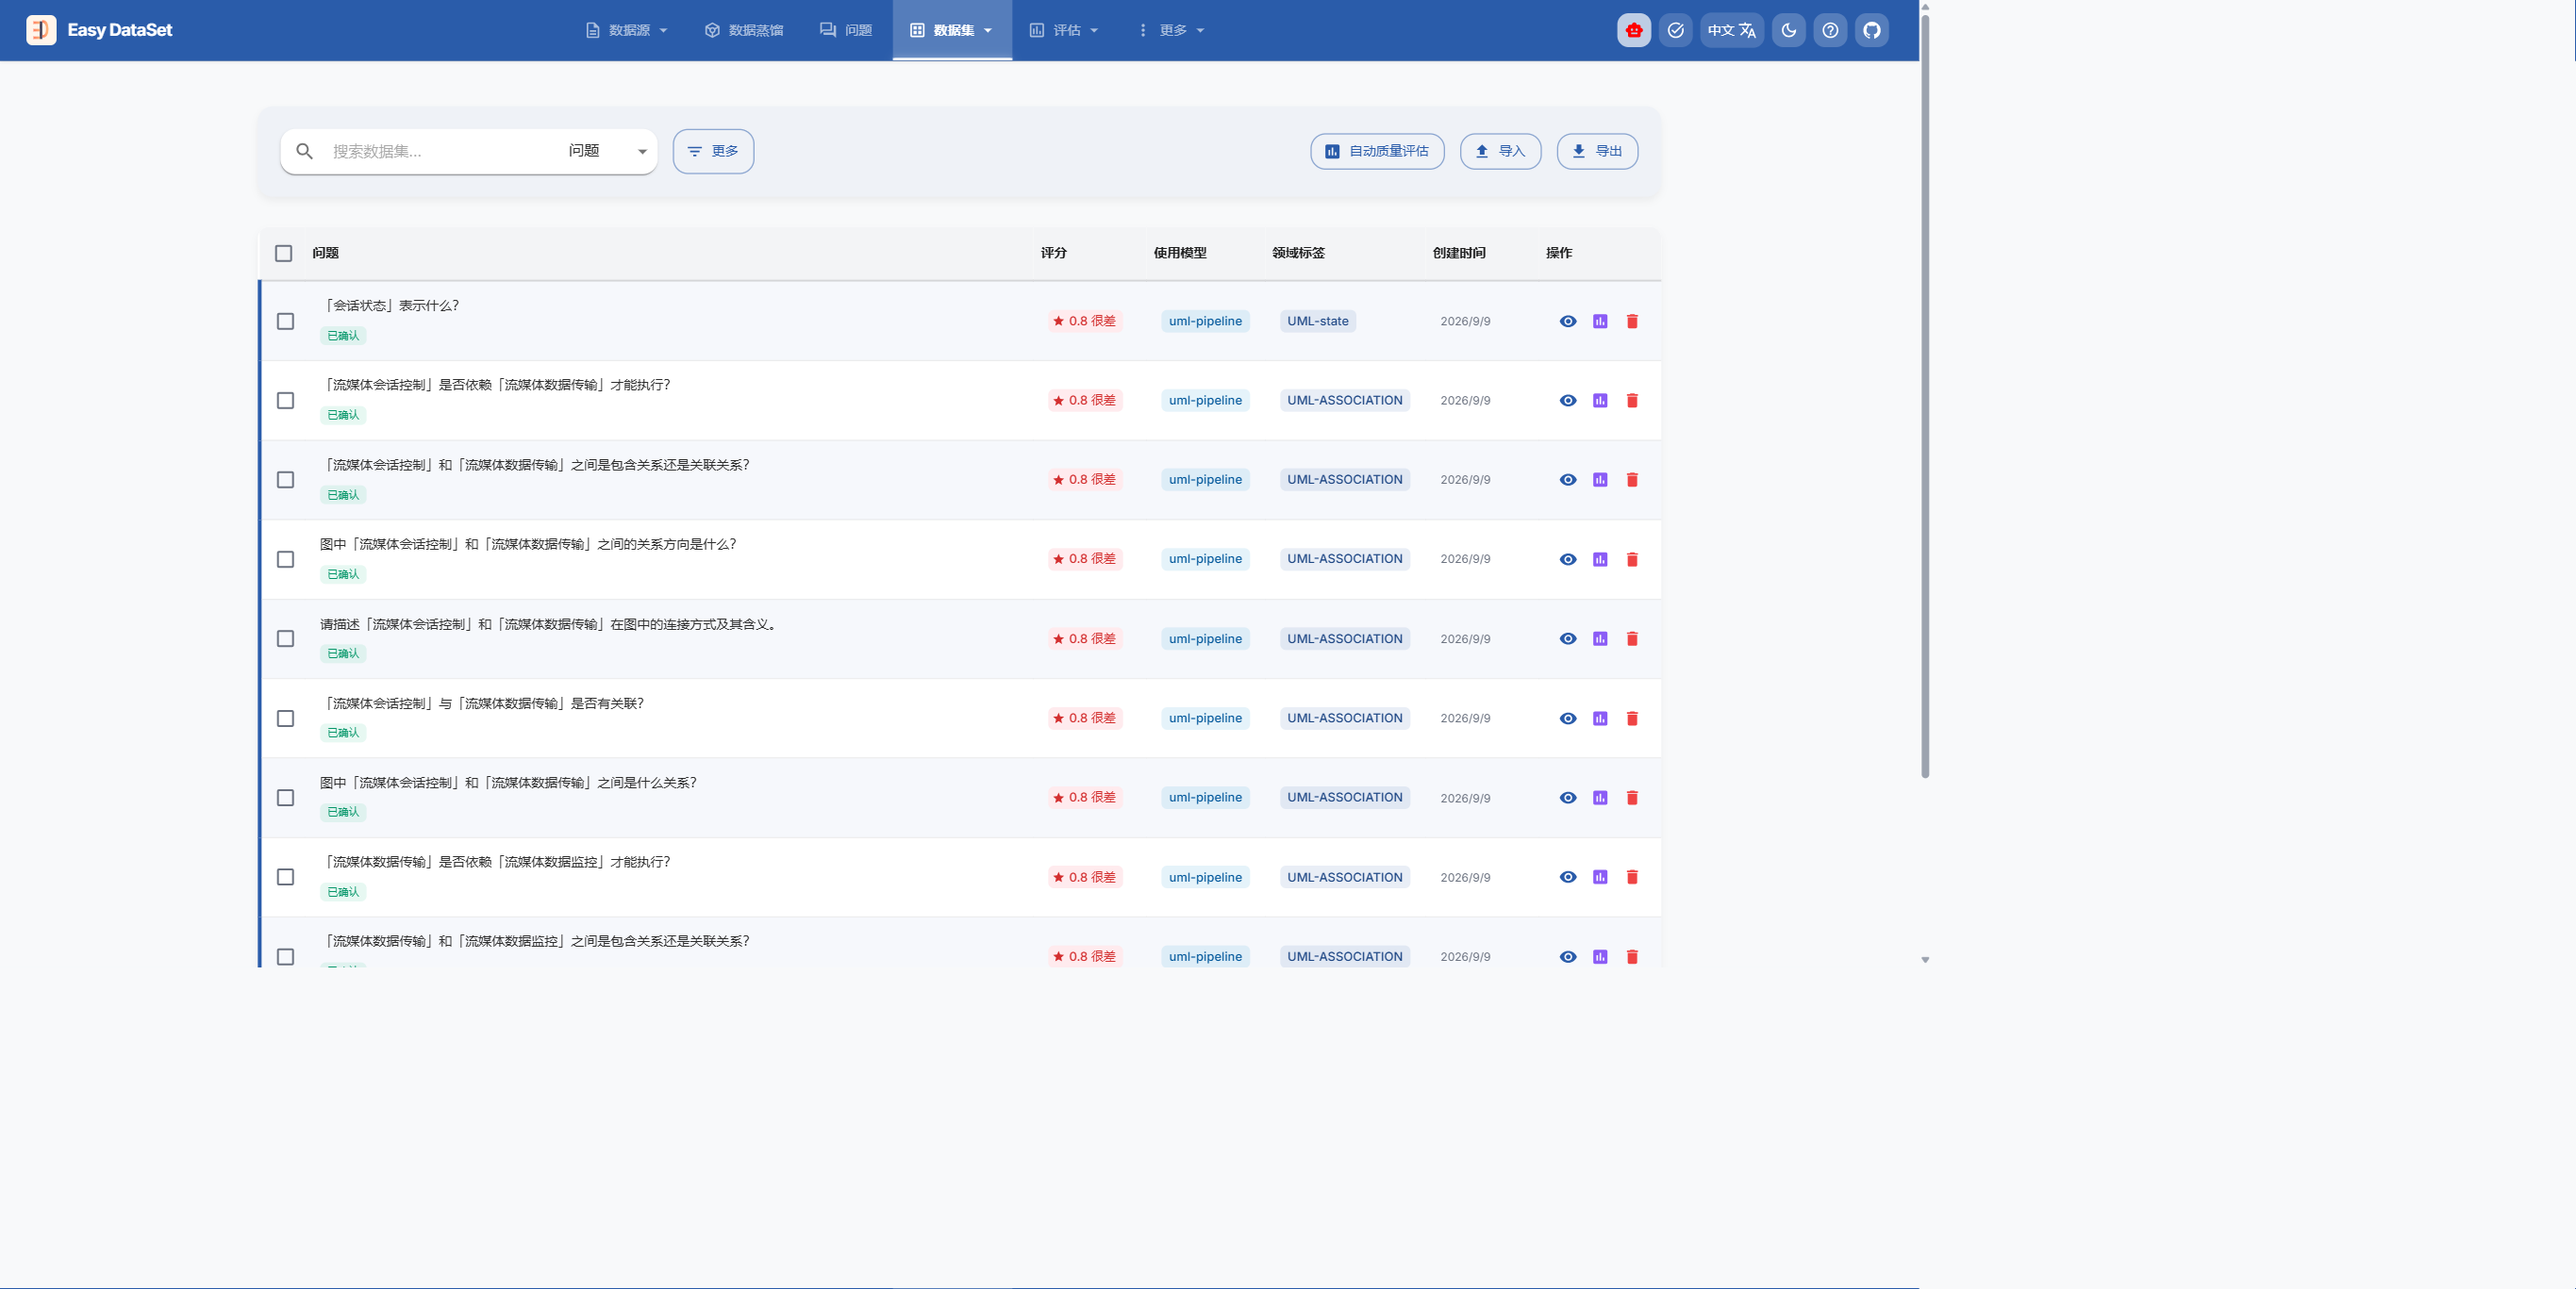 Easy DataSet
数据源
数据蒸馏
问题
数据集
评估
更多
中文
搜索数据集...
问题
更多
自动质量评估
导入
导出
问题 评分 使用模型 领域标签 创建时间 操作
「会话状态」表示什么?
已确认
0.8 很差 uml-pipeline UML-state 2026/9/9
「流媒体会话控制」是否依赖「流媒体数据传输」才能执行?
已确认
0.8 很差 uml-pipeline UML-ASSOCIATION 2026/9/9
「流媒体会话控制」和「流媒体数据传输」之间是包含关系还是关联关系?
已确认
0.8 很差 uml-pipeline UML-ASSOCIATION 2026/9/9
图中「流媒体会话控制」和「流媒体数据传输」之间的关系方向是什么?
已确认
0.8 很差 uml-pipeline UML-ASSOCIATION 2026/9/9
请描述「流媒体会话控制」和「流媒体数据传输」在图中的连接方式及其含义。
已确认
0.8 很差 uml-pipeline UML-ASSOCIATION 2026/9/9
「流媒体会话控制」与「流媒体数据传输」是否有关联?
已确认
0.8 很差 uml-pipeline UML-ASSOCIATION 2026/9/9
图中「流媒体会话控制」和「流媒体数据传输」之间是什么关系?
已确认
0.8 很差 uml-pipeline UML-ASSOCIATION 2026/9/9
「流媒体数据传输」是否依赖「流媒体数据监控」才能执行?
已确认
0.8 很差 uml-pipeline UML-ASSOCIATION 2026/9/9
「流媒体数据传输」和「流媒体数据监控」之间是包含关系还是关联关系?
0.8 很差 uml-pipeline UML-ASSOCIATION 2026/9/9